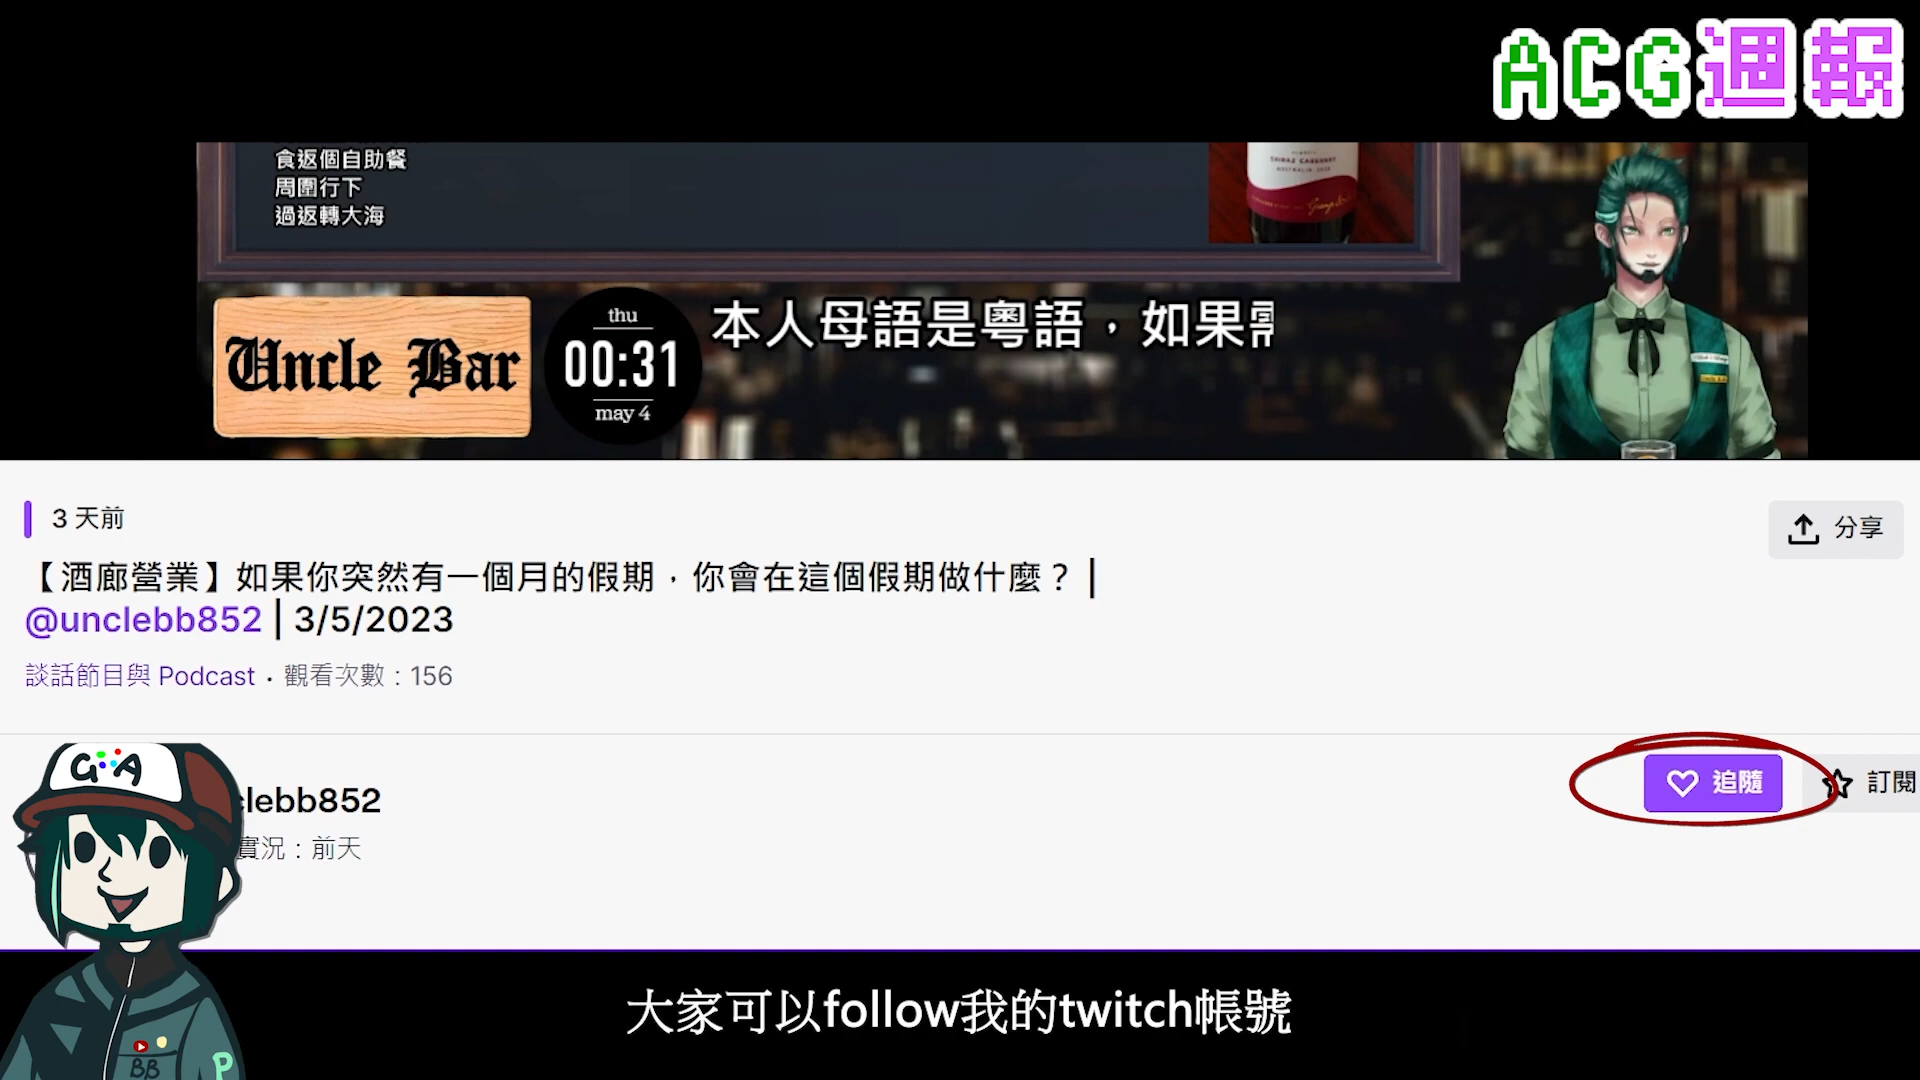 ACG週報
食返個自助餐
周圍行下
過返轉大海
SHIRAZ CABERNET
Uncle Bar
thu
00:31
may 4
本人母語是粵語，如果
3 天前
分享
【酒廊營業】如果你突然有一個月的假期，你會在這個假期做什麼？ |
@unclebb852 | 3/5/2023
談話節目與 Podcast · 觀看次數：156
G:A
clebb852
追隨
訂閱
實況：前天
BB
P
大家可以follow我的twitch帳號